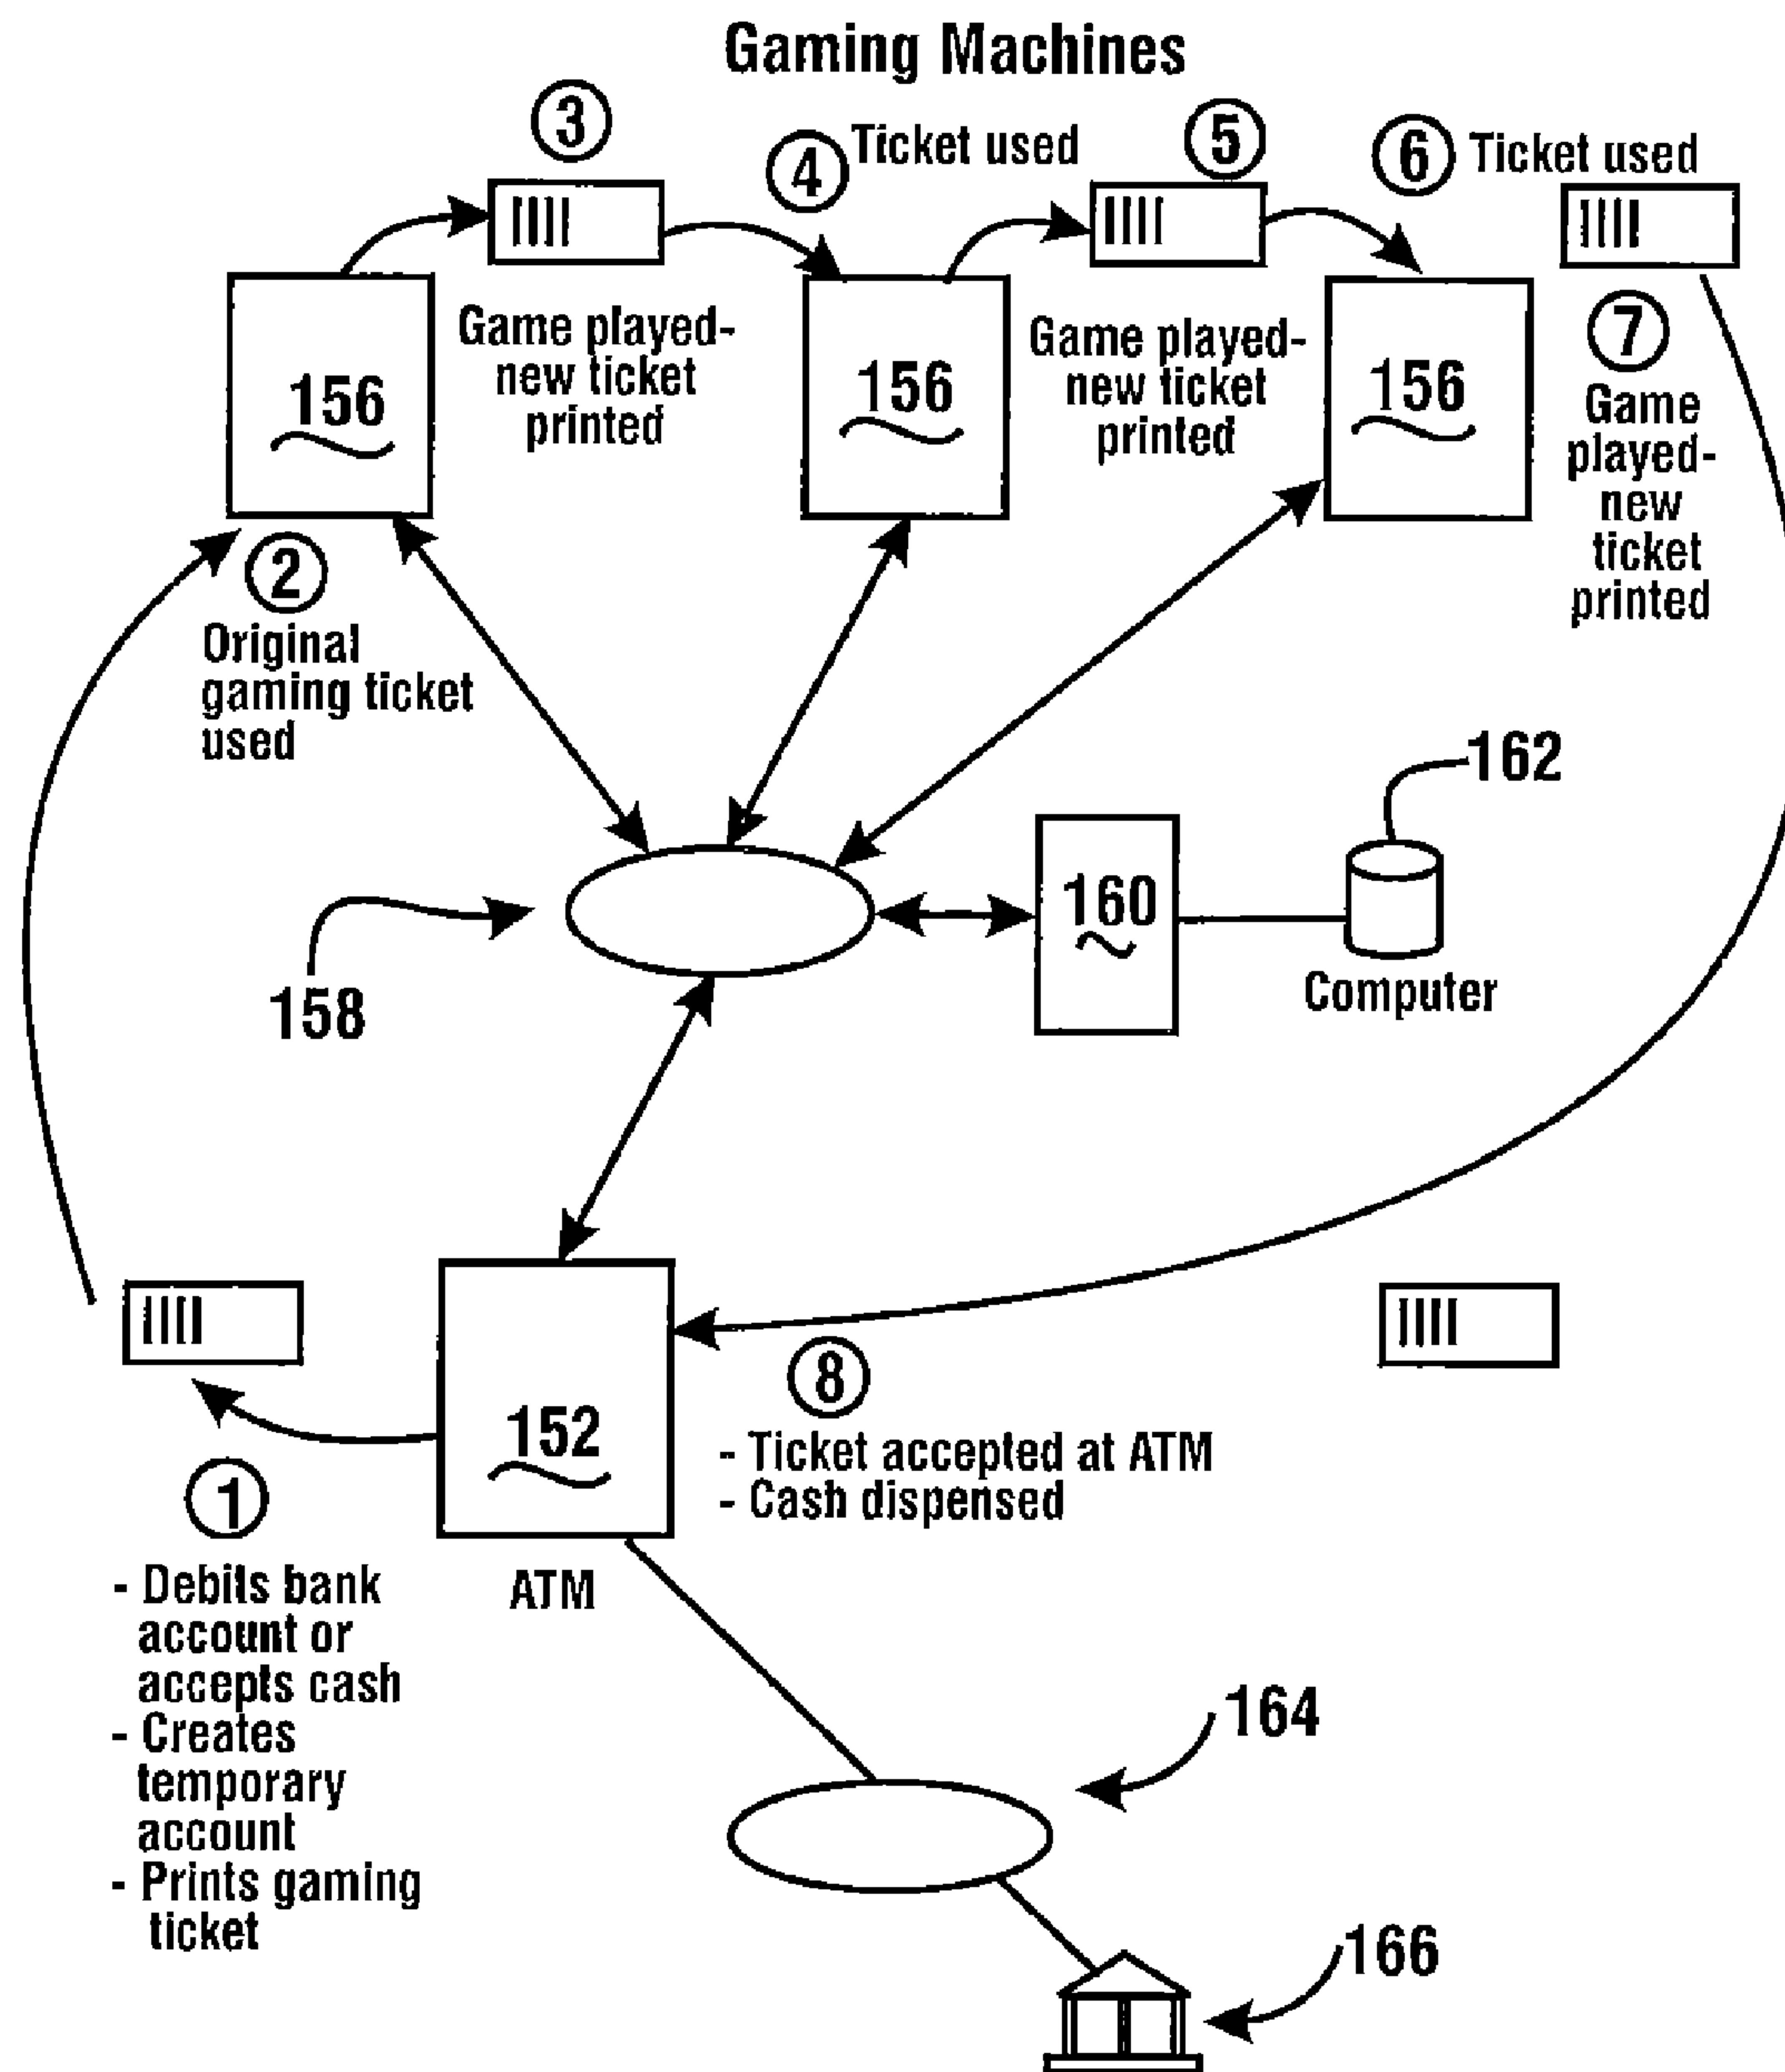 Gaming Machines
3
4
Ticket used
5
6
Ticket used
156
Game played-
new ticket
printed
156
Game played-
new ticket
printed
156
7
Game
played-
new
ticket
printed
2
Original
gaming ticket
used
162
160
Computer
158
152
8
- Ticket accepted at ATM
- Cash dispensed
1
- Debits bank
account or
accepts cash
- Creates
temporary
account
- Prints gaming
ticket
ATM
164
166